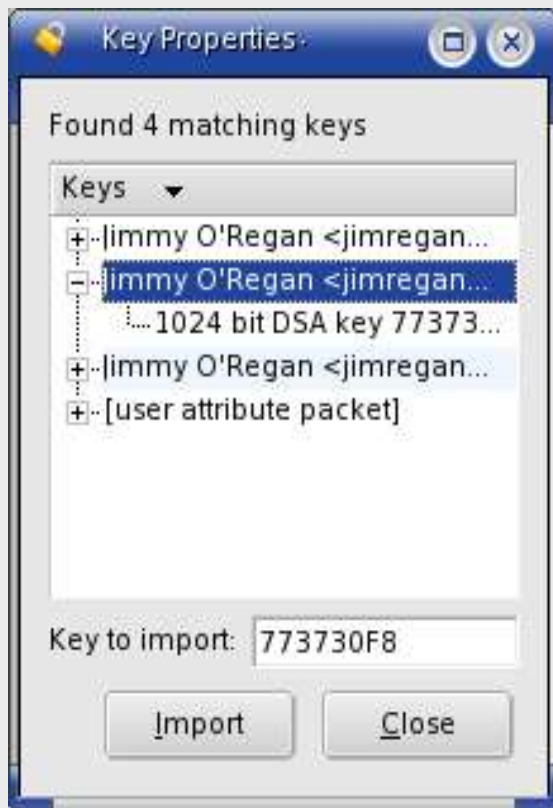 Key Properties
Found 4 matching keys
Keys
Jimmy O'Regan <jimregan...
Jimmy O'Regan <jimregan...
1024 bit DSA key 77373...
Jimmy O'Regan <jimregan...
[user attribute packet]
Key to import: 773730F8
Import Close